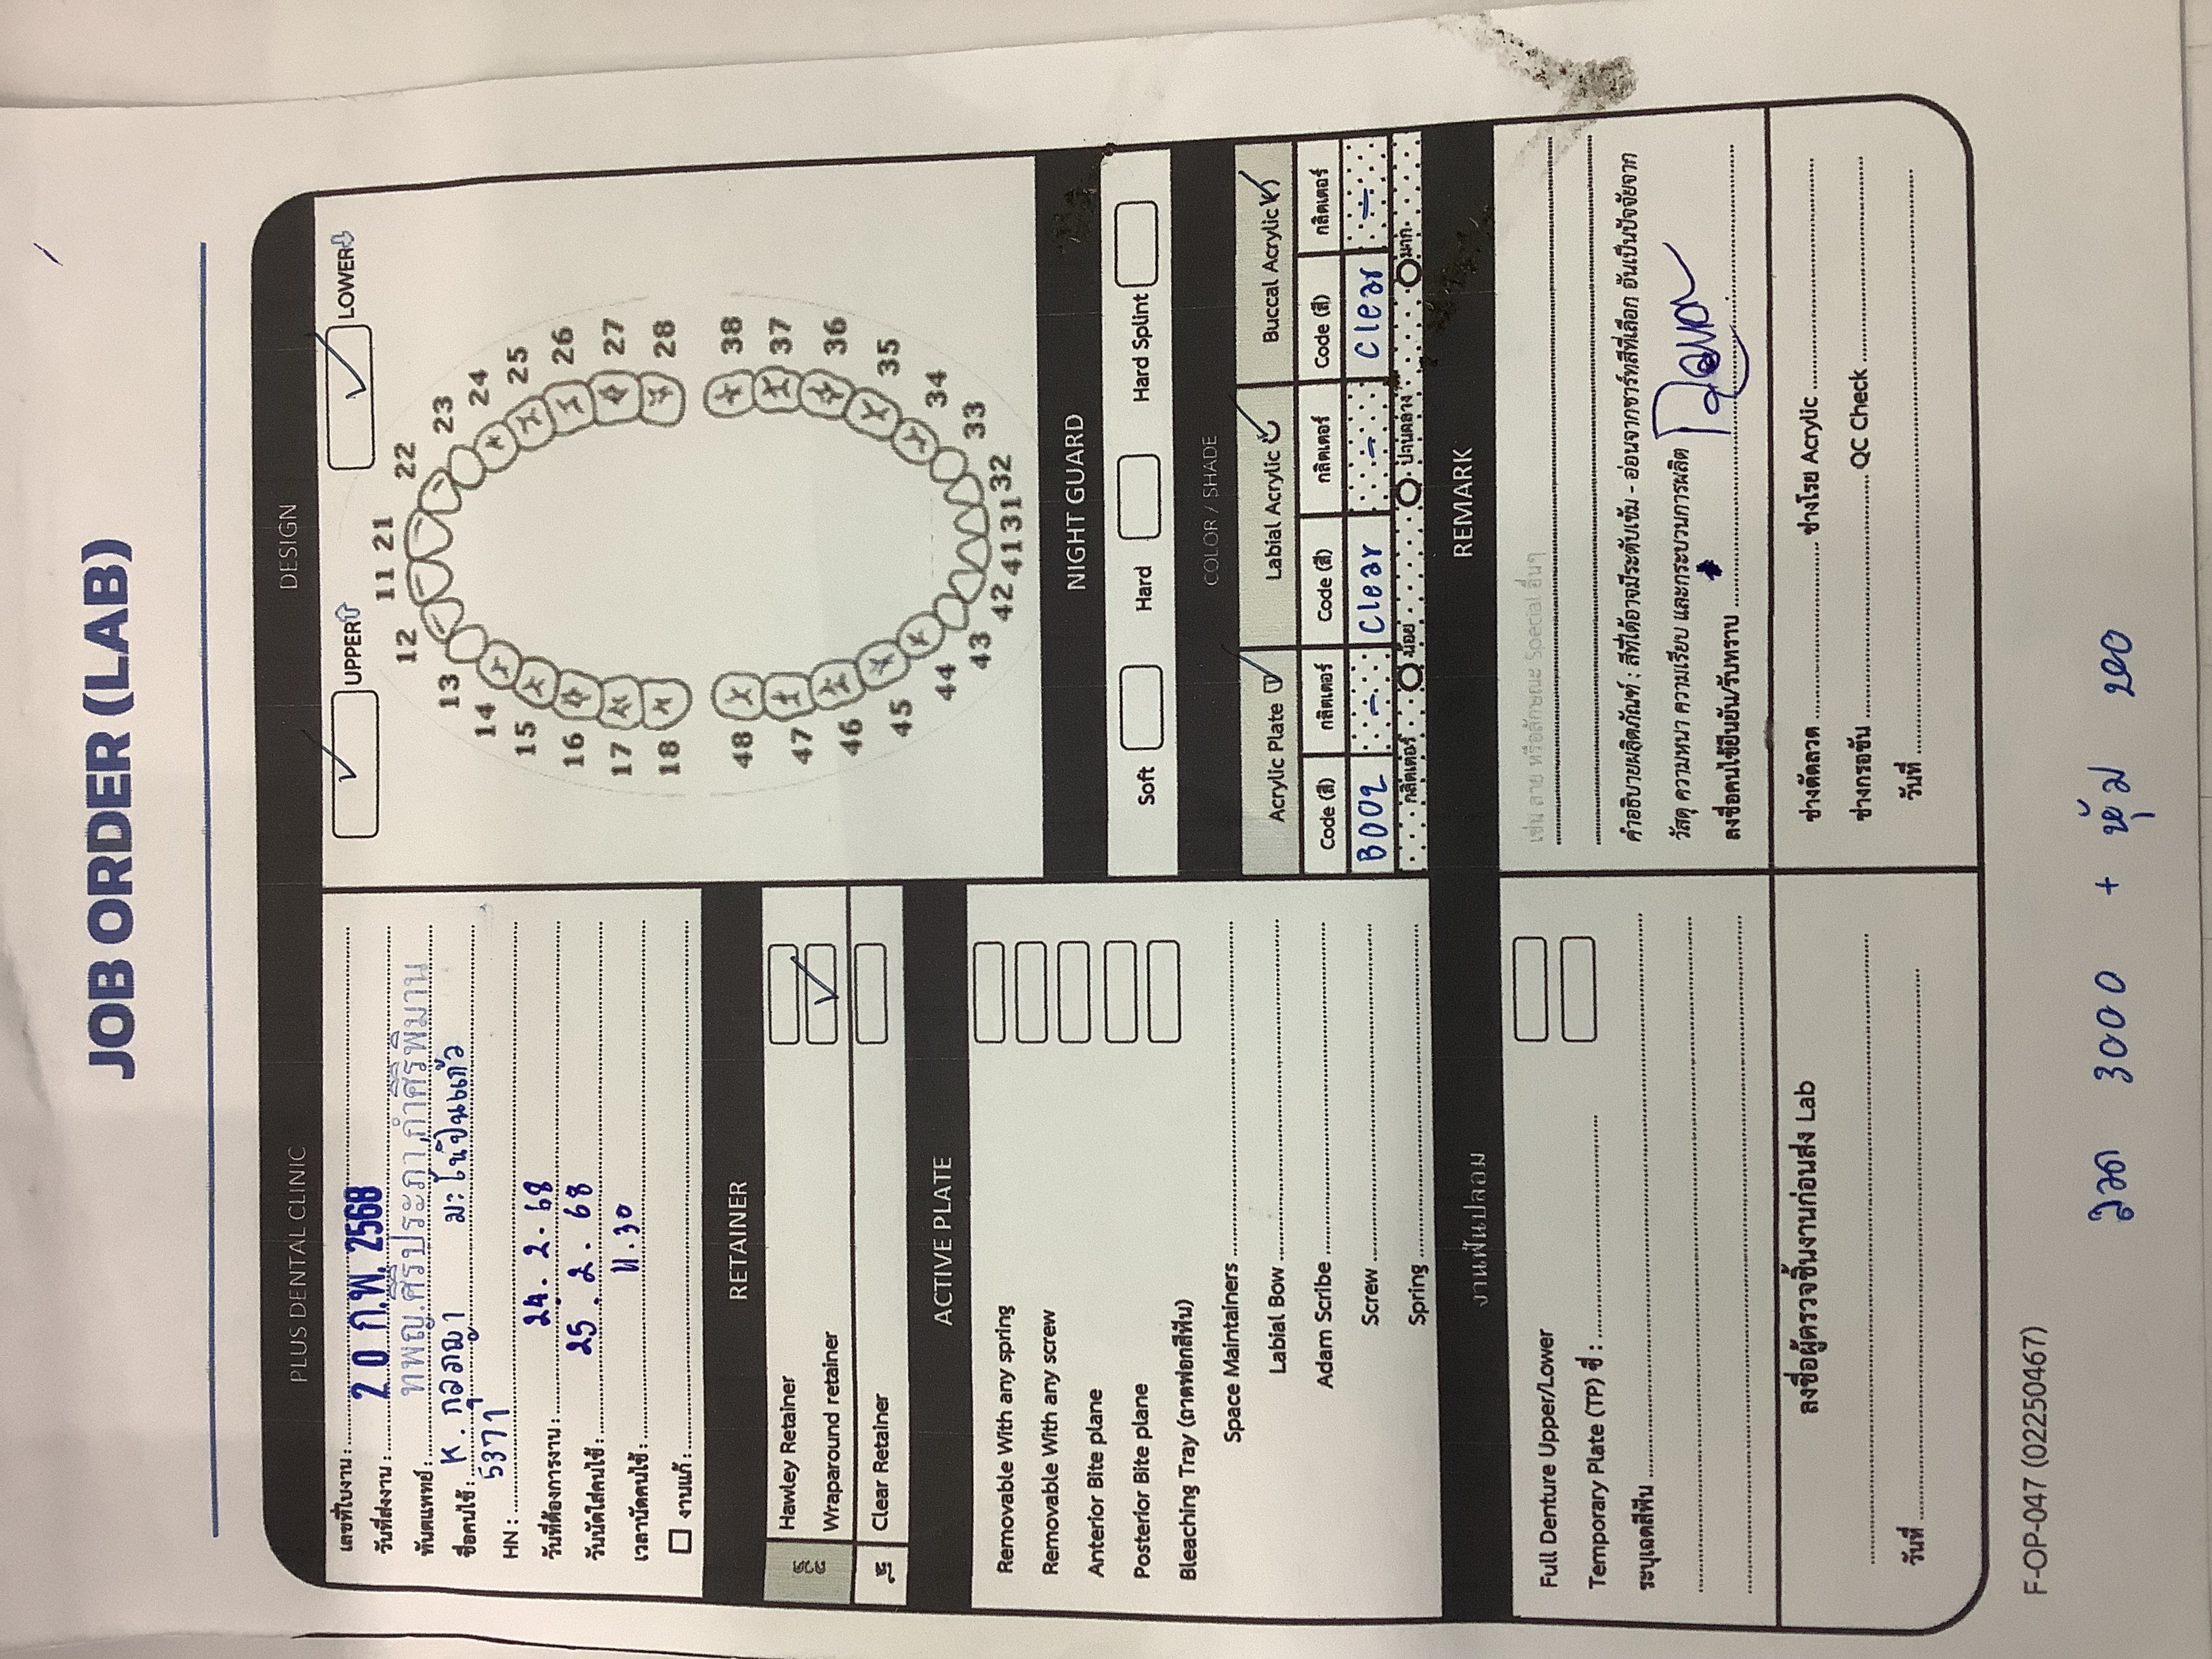 JOB ORDER (LAB)
PLUS DENTAL CLINIC
เลขที่ใบงาน :
วันที่ส่งงาน : 20 ก.พ. 2568
ทันตแพทย์ : ทพญ.ศิริประภา กำศิริพิมาน
ชื่อคนไข้ : K. กุลภญา มะโนปินแก้ว
HN : 5371
วันที่ต้องการงาน : 24. 2. 68
วันนัดใส่คนไข้ : 25. 2. 68
เวลานัดคนไข้ : 11.30
งานแก้ :
DESIGN
UPPER LOWER
11 21
12 22
13 23
14 24
15 25
16 26
17 27
18 28
48 38
47 37
46 36
45 35
44 34
43 33
42 41 31 32
RETAINER
ลวด
Hawley Retainer
Wraparound retainer
ใส
Clear Retainer
ACTIVE PLATE
Removable With any spring
Removable With any screw
Anterior Bite plane
Posterior Bite plane
Bleaching Tray (ถาดฟอกสีฟัน)
Space Maintainers
Labial Bow
Adam Scribe
Screw
Spring
NIGHT GUARD
Soft Hard Hard Splint
COLOR / SHADE
Acrylic Plate Labial Acrylic Buccal Acrylic
Code (สี) กลิตเตอร์ Code (สี) กลิตเตอร์ Code (สี) กลิตเตอร์
B002 - Clear - Clear -
กลิตเตอร์ น้อย ปานกลาง มาก
งานฟันปลอม
Full Denture Upper/Lower
Temporary Plate (TP) ซี่ :
ระบุเฉดสีฟัน
REMARK
เช่น ลาย หรือลักษณะ Special อื่นๆ
คำอธิบายผลิตภัณฑ์ : สีที่ได้อาจมีระดับเข้ม - อ่อนจากชาร์ทสีที่เลือก อันเป็นปัจจัยจาก
วัสดุ ความหนา ความเรียบ และกระบวนการผลิต
ลงชื่อคนไข้ยืนยัน/รับทราบ
ลงชื่อผู้ตรวจชิ้นงานก่อนส่ง Lab
วันที่
ช่างดัดลวด ช่างโรย Acrylic
ช่างกรอขัน QC Check
วันที่
F-OP-047 (02250467)
ลวด 3000 + หุ้ม 200